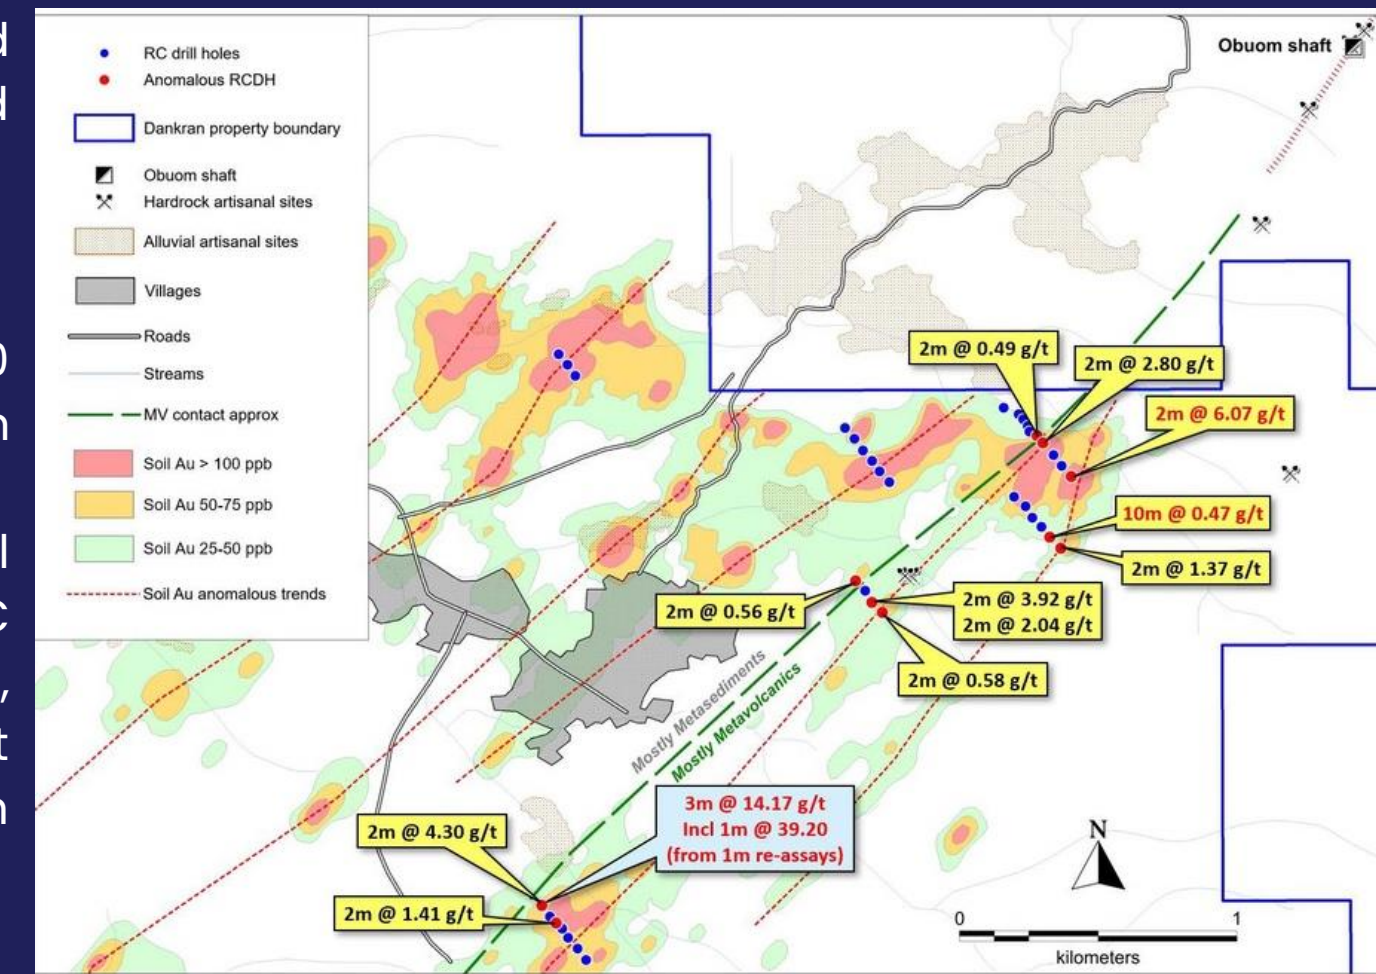 d
d
0
n
l
c
,
t
n
RC drill holes
Anomalous RCDH
Dankran property boundary
Obuom shaft
Hardrock artisanal sites
Alluvial artisanal sites
Villages
Roads
Streams
MV contact approx
Soil Au > 100 ppb
Soil Au 50-75 ppb
Soil Au 25-50 ppb
Soil Au anomalous trends
Obuom shaft
2m @ 0.49 g/t
2m @ 2.80 g/t
2m @ 6.07 g/t
10m @ 0.47 g/t
2m @ 1.37 g/t
2m @ 0.56 g/t
2m @ 3.92 g/t
2m @ 2.04 g/t
2m @ 0.58 g/t
Mostly Metasediments
Mostly Metavolcanics
3m @ 14.17 g/t
Incl 1m @ 39.20
(from 1m re-assays)
2m @ 4.30 g/t
2m @ 1.41 g/t
N
0 1
kilometers